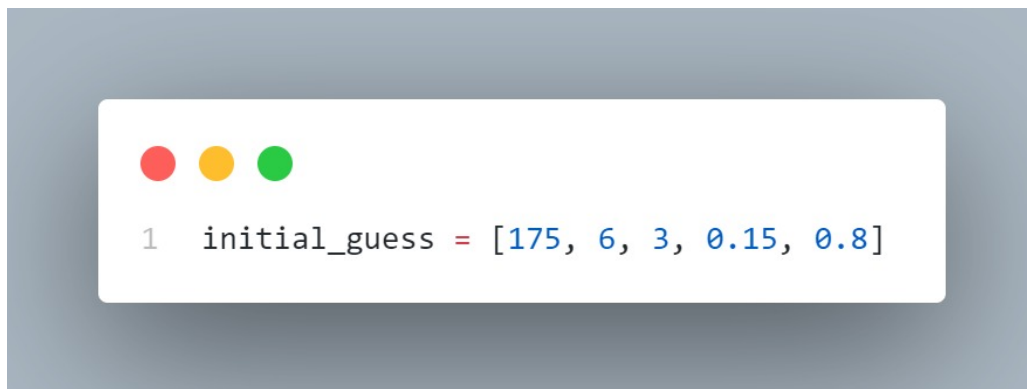 1 initial_guess = [175, 6, 3, 0.15, 0.8]